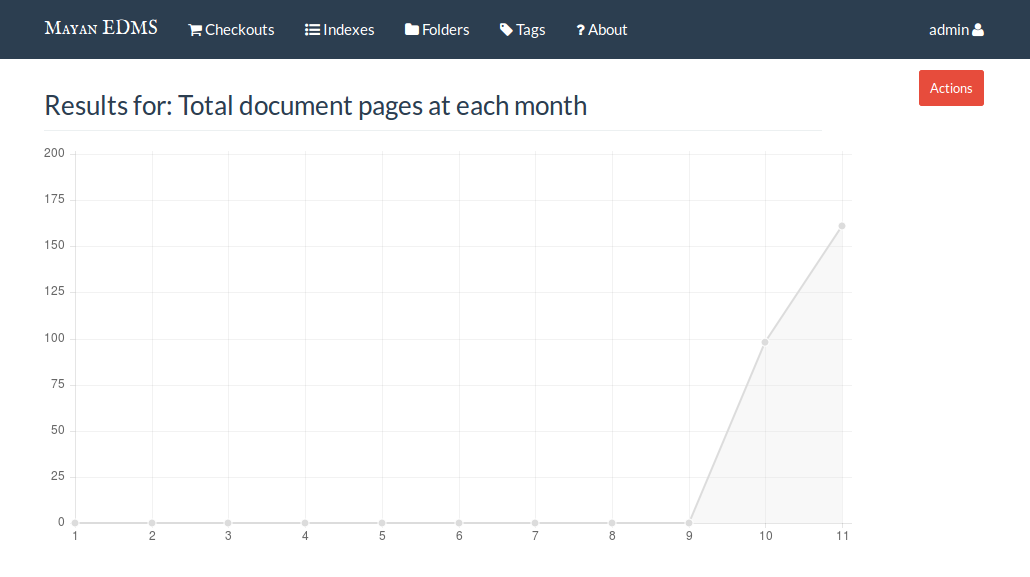 Mayan EDMS Checkouts Indexes Folders Tags ? About admin
Actions
Results for: Total document pages at each month
200
175
150
125
100
75
50
25
0
1 2 3 4 5 6 7 8 9 10 11